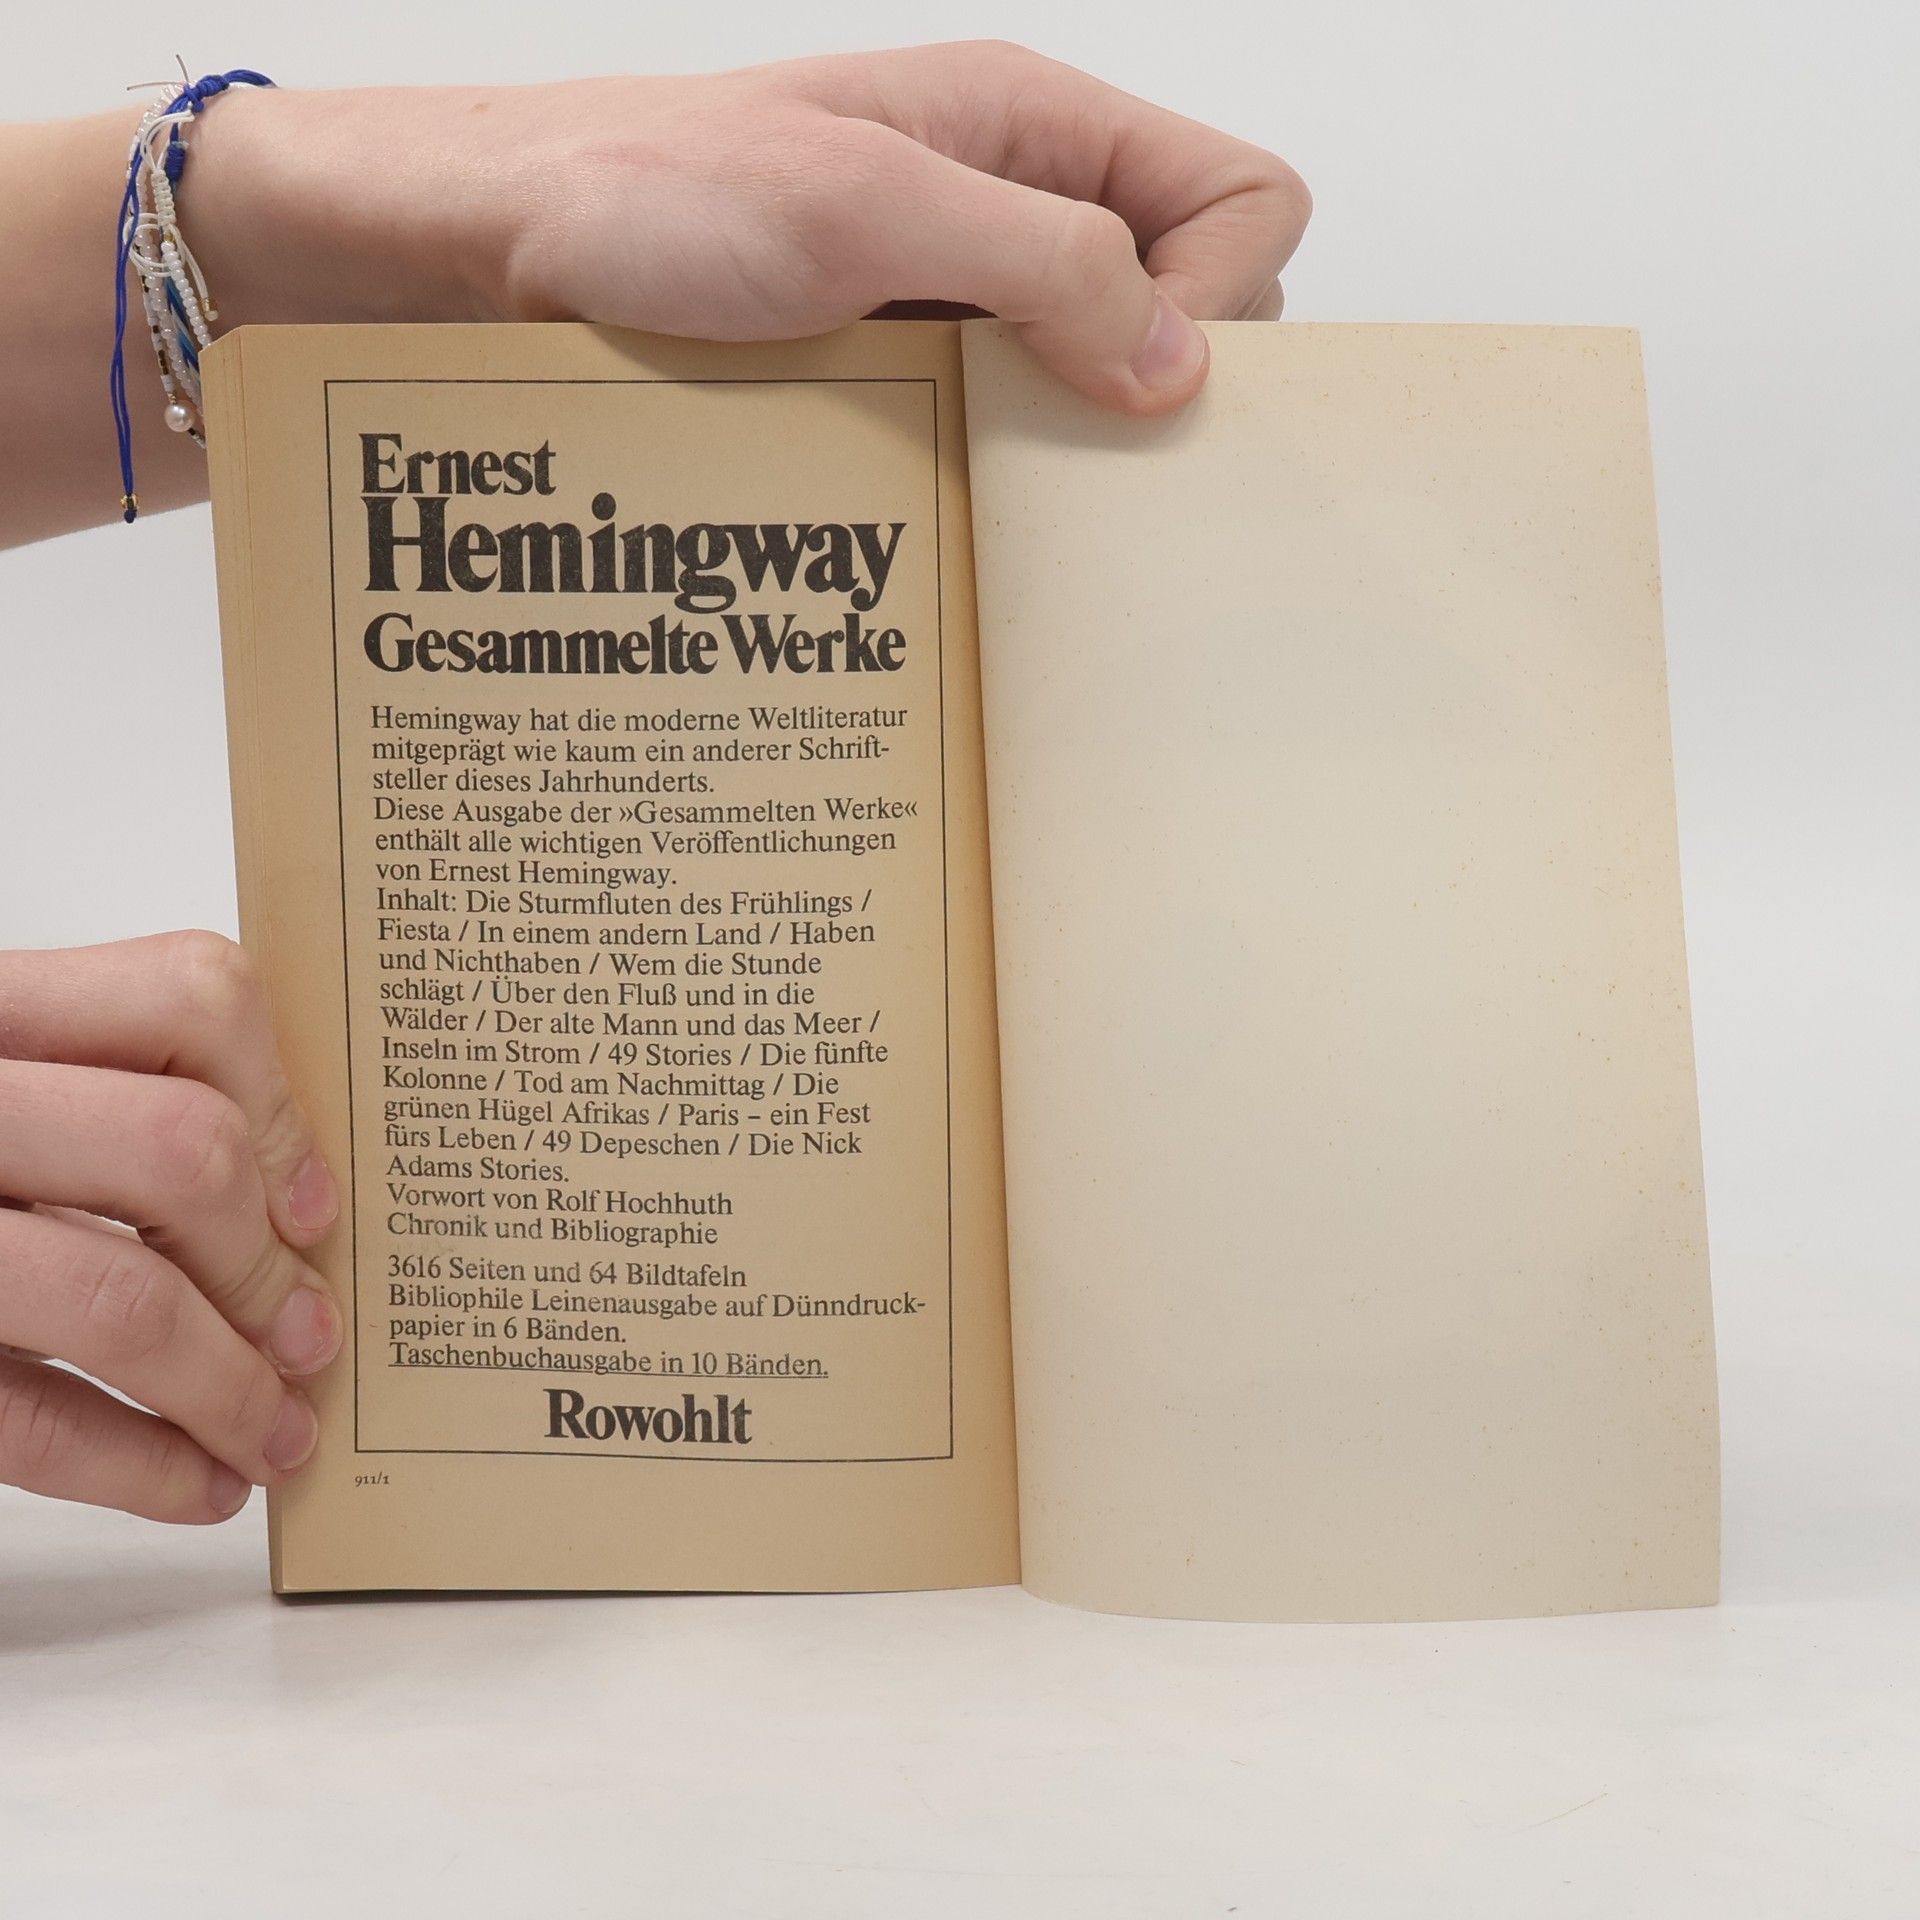 Ernest
Hemingway
Gesammelte Werke
Hemingway hat die moderne Weltliteratur
mitgeprägt wie kaum ein anderer Schrift-
steller dieses Jahrhunderts.
Diese Ausgabe der »Gesammelten Werke«
enthält alle wichtigen Veröffentlichungen
von Ernest Hemingway.
Inhalt: Die Sturmfluten des Frühlings /
Fiesta / In einem andern Land / Haben
und Nichthaben / Wem die Stunde
schlägt / Über den Fluß und in die
Wälder / Der alte Mann und das Meer /
Inseln im Strom / 49 Stories / Die fünfte
Kolonne / Tod am Nachmittag / Die
grünen Hügel Afrikas / Paris – ein Fest
fürs Leben / 49 Depeschen / Die Nick
Adams Stories.
Vorwort von Rolf Hochhuth
Chronik und Bibliographie
3616 Seiten und 64 Bildtafeln
Bibliophile Leinenausgabe auf Dünndruck-
papier in 6 Bänden.
Taschenbuchausgabe in 10 Bänden.
Rowohlt
911/1